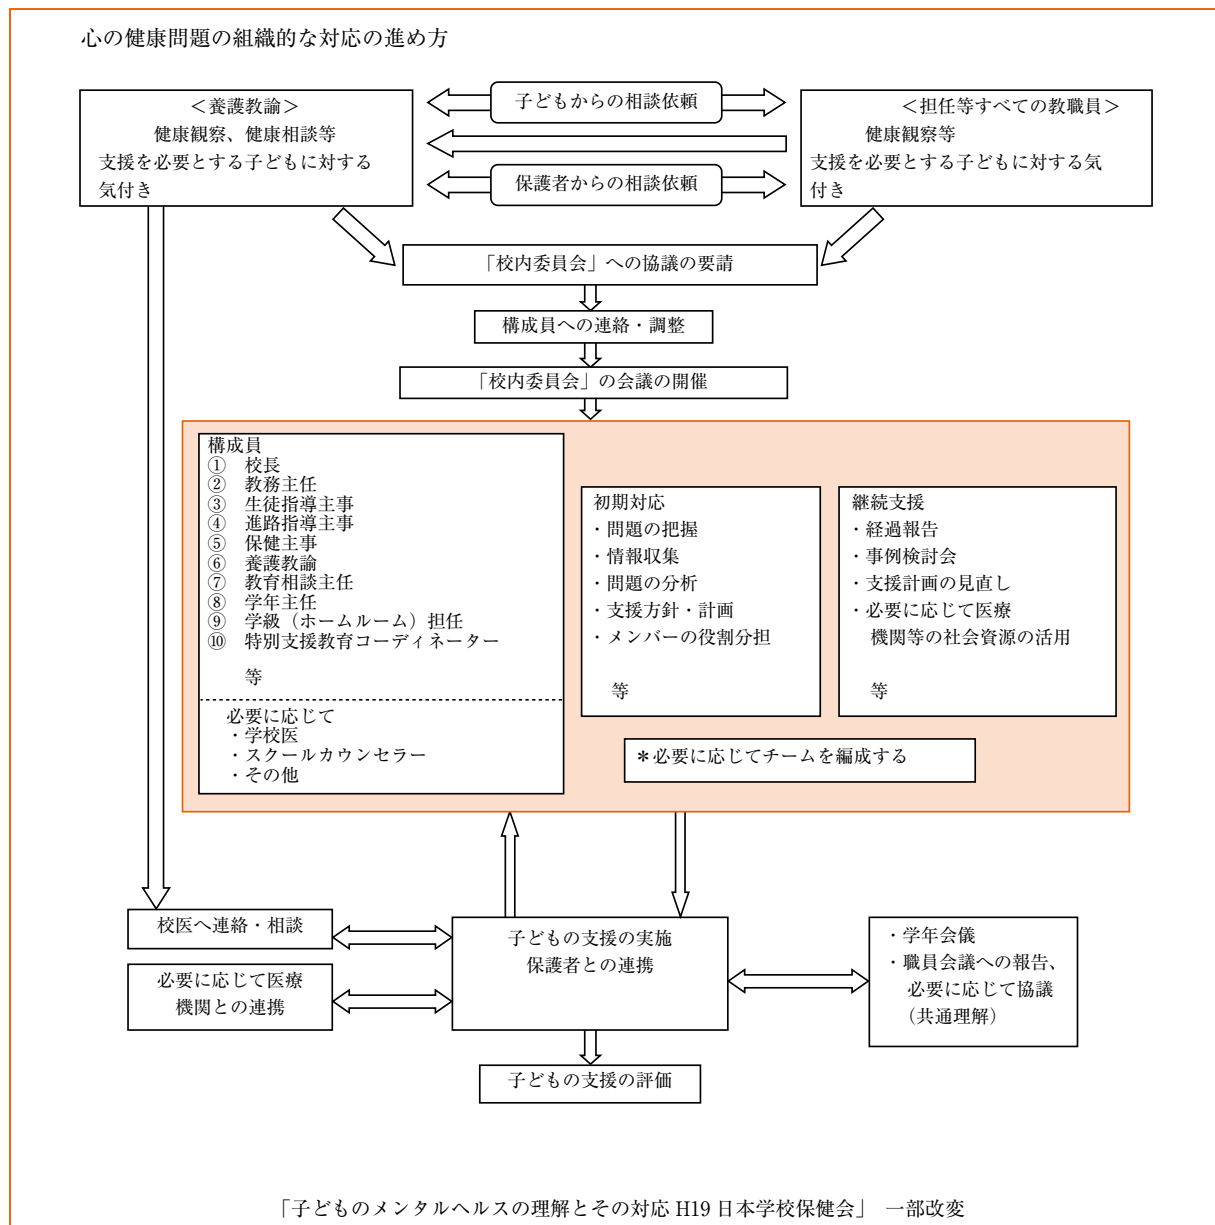 心の健康問題の組織的な対応の進め方
＜養護教諭＞
健康観察、健康相談等
支援を必要とする子どもに対する
気付き
子どもからの相談依頼
保護者からの相談依頼
＜担任等すべての教職員＞
健康観察等
支援を必要とする子どもに対する気
付き
「校内委員会」への協議の要請
構成員への連絡・調整
「校内委員会」の会議の開催
構成員
① 校長
② 教務主任
③ 生徒指導主事
④ 進路指導主事
⑤ 保健主事
⑥ 養護教諭
⑦ 教育相談主任
⑧ 学年主任
⑨ 学級（ホームルーム）担任
⑩ 特別支援教育コーディネーター
等
必要に応じて
・学校医
・スクールカウンセラー
・その他
初期対応
・問題の把握
・情報収集
・問題の分析
・支援方針・計画
・メンバーの役割分担
等
継続支援
・経過報告
・事例検討会
・支援計画の見直し
・必要に応じて医療
機関等の社会資源の活用
等
＊必要に応じてチームを編成する
校医へ連絡・相談
必要に応じて医療
機関との連携
子どもの支援の実施
保護者との連携
・学年会儀
・職員会議への報告、
必要に応じて協議
（共通理解）
子どもの支援の評価
「子どものメンタルヘルスの理解とその対応 H19 日本学校保健会」 一部改変